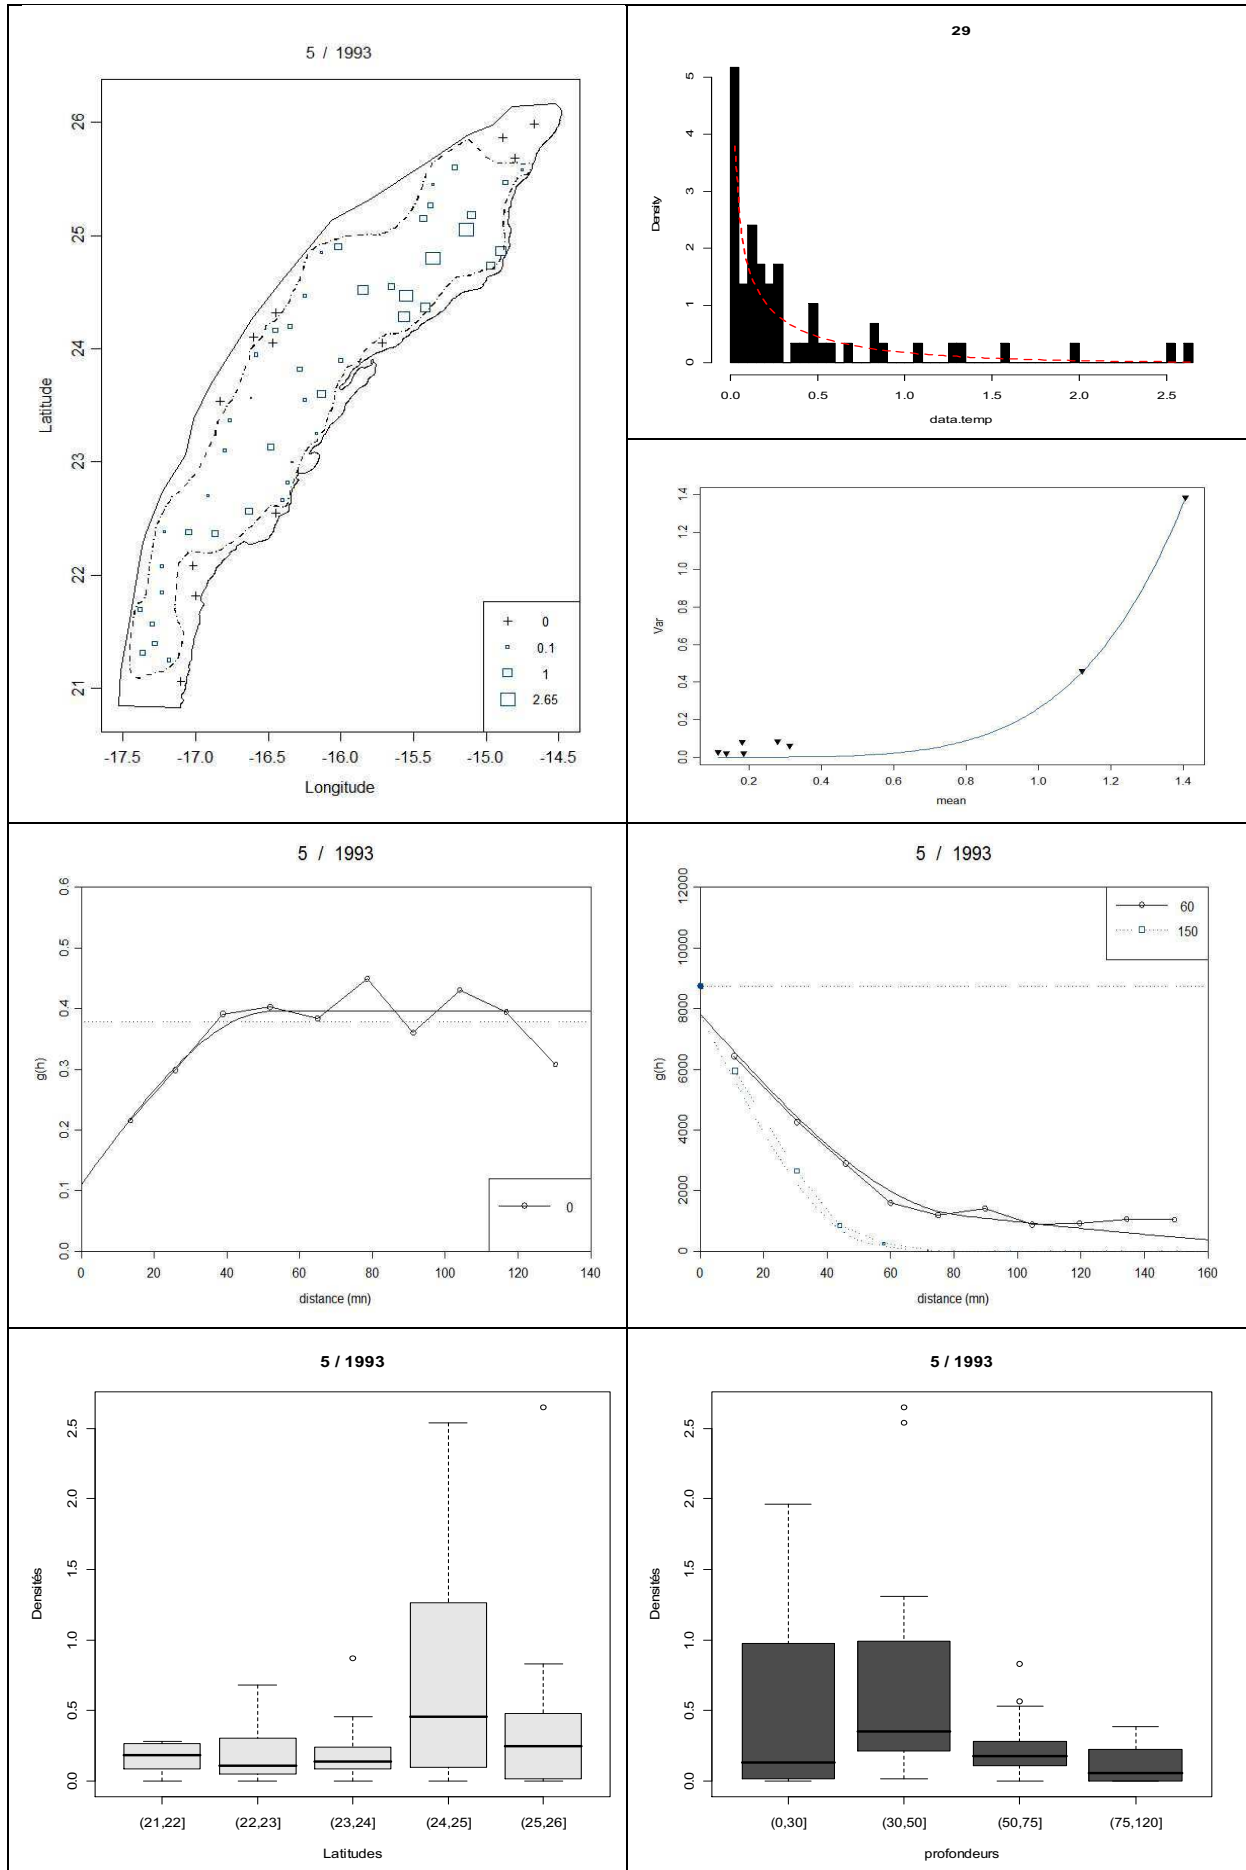 5 / 1993
26
25
24
23
22
21
Latitude
+ 0
0.1
1
2.65
-17.5 -17.0 -16.5 -16.0 -15.5 -15.0 -14.5
Longitude
29
5
4
3
2
1
0
Density
0.0 0.5 1.0 1.5 2.0 2.5
data.temp
1.4
1.2
1.0
0.8
0.6
0.4
0.2
0.0
Var
0.2 0.4 0.6 0.8 1.0 1.2 1.4
mean
5 / 1993
0.6
0.5
0.4
0.3
0.2
0.1
0.0
g(h)
0
0 20 40 60 80 100 120 140
distance (mn)
5 / 1993
12000
10000
8000
6000
4000
2000
0
g(h)
60
150
0 20 40 60 80 100 120 140 160
distance (mn)
5 / 1993
2.5
2.0
1.5
1.0
0.5
0.0
Densités
(21,22] (22,23] (23,24] (24,25] (25,26]
Latitudes
5 / 1993
2.5
2.0
1.5
1.0
0.5
0.0
Densités
(0,30] (30,50] (50,75] (75,120]
profondeurs